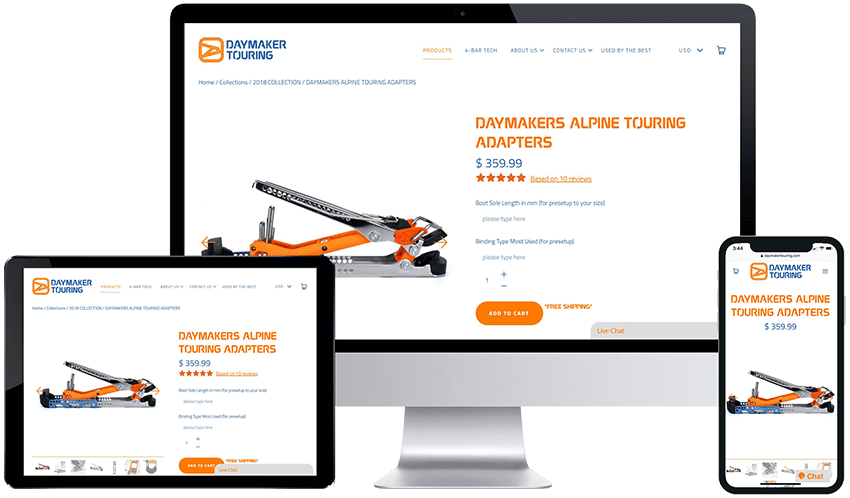 DAYMAKER
TOURING
PRODUCTS 4-BAR TECH ABOUT US CONTACT US USED BY THE BEST USD
Home / Collections / 2018 COLLECTION / DAYMAKERS ALPINE TOURING ADAPTERS
DAYMAKERS ALPINE TOURING
ADAPTERS
$ 359.99
Based on 10 reviews
Boot Sole Length in mm (for presetup to your size)
please type here
Binding Type Most Used (for presetup)
please type here
1 +
−
ADD TO CART *FREE SHIPPING*
Live Chat
DAYMAKER
TOURING
PRODUCTS 4-BAR TECH ABOUT US CONTACT US USED BY THE BEST USD
Home / Collections / 2018 COLLECTION / DAYMAKERS ALPINE TOURING ADAPTERS
DAYMAKERS ALPINE
TOURING ADAPTERS
$ 359.99
Based on 10 reviews
Boot Sole Length in mm (for presetup to your size)
please type here
Binding Type Most Used (for presetup)
please type here
1 +
−
ADD TO CART *FREE SHIPPING*
Live Chat
3:44
daymakertouring.com
DAYMAKER
TOURING
DAYMAKERS ALPINE
TOURING ADAPTERS
$ 359.99
Chat